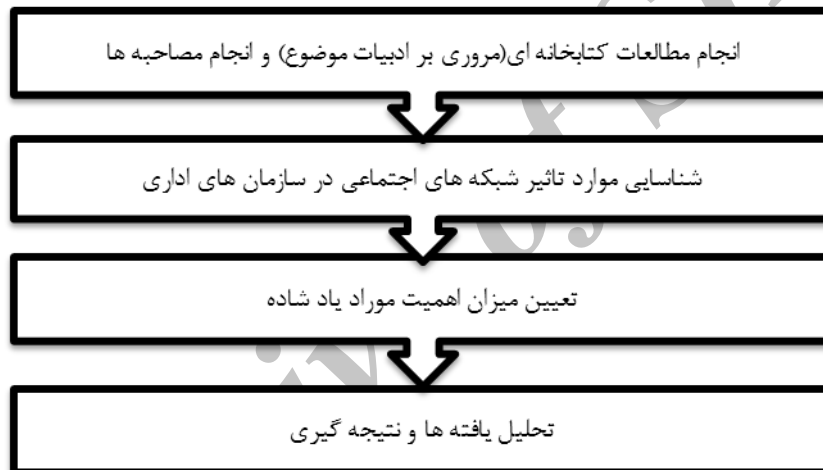 انجام مطالعات کتابخانه ای(مروری بر ادبیات موضوع) و انجام مصاحبه ها
شناسایی موارد تاثیر شبکه های اجتماعی در سازمان های اداری
تعیین میزان اهمیت موراد یاد شاده
تحلیل یافته ها و نتیجه گیری